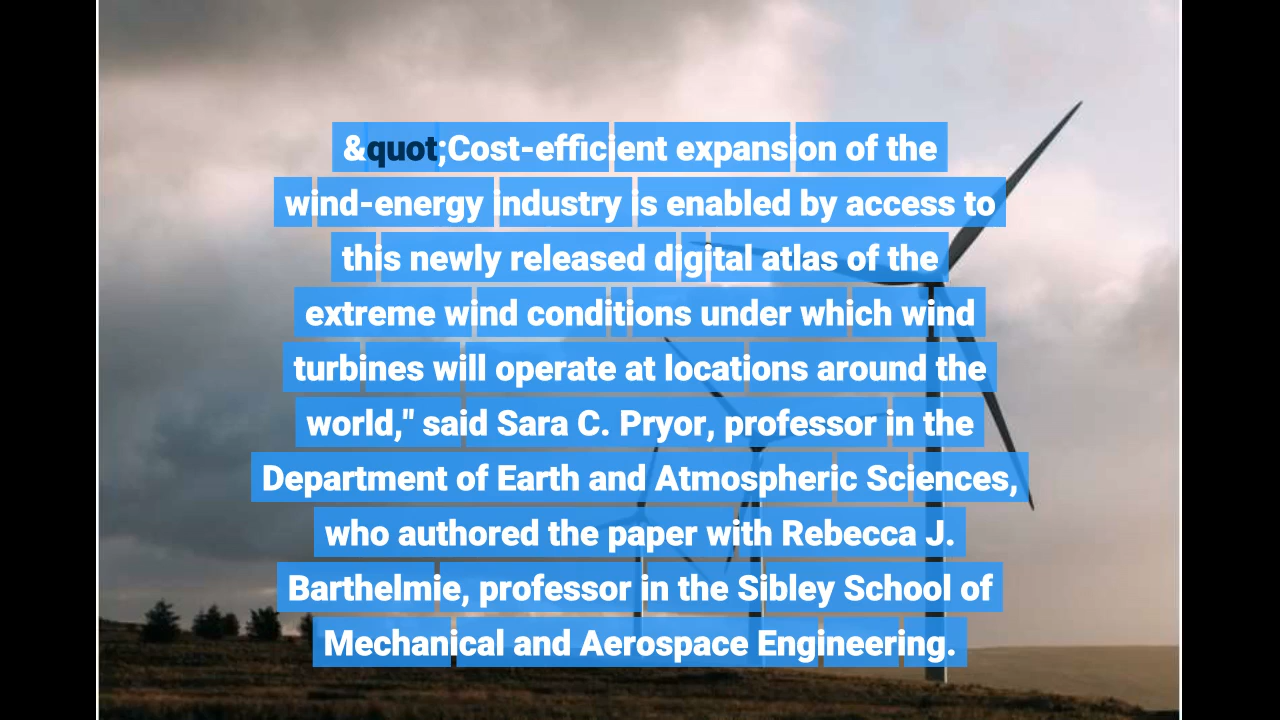 &quot;Cost-efficient expansion of the
wind-energy industry is enabled by access to
this newly released digital atlas of the
extreme wind conditions under which wind
turbines will operate at locations around the
world," said Sara C. Pryor, professor in the
Department of Earth and Atmospheric Sciences,
who authored the paper with Rebecca J.
Barthelmie, professor in the Sibley School of
Mechanical and Aerospace Engineering.